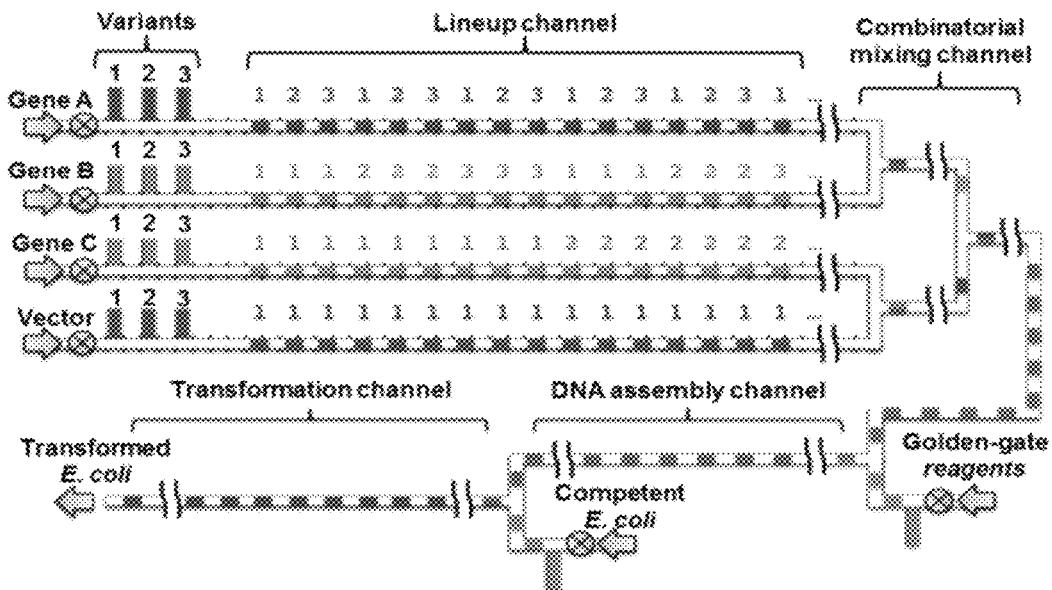 Variants
Lineup channel
Combinatorial
mixing channel
1 2 3
Gene A
1 2 3 1 2 3 1 2 3 1 2 3 1 2 3 1 ...
1 2 3
Gene B
1 1 1 2 2 2 3 3 3 1 1 1 2 2 2 3 ...
1 2 3
Gene C
1 1 1 1 1 1 1 1 1 2 2 2 2 2 2 2 ...
1 2 3
Vector
1 1 1 1 1 1 1 1 1 1 1 1 1 1 1 1 ...
Transformation channel
DNA assembly channel
Transformed
E. coli
Competent
E. coli
Golden-gate
reagents